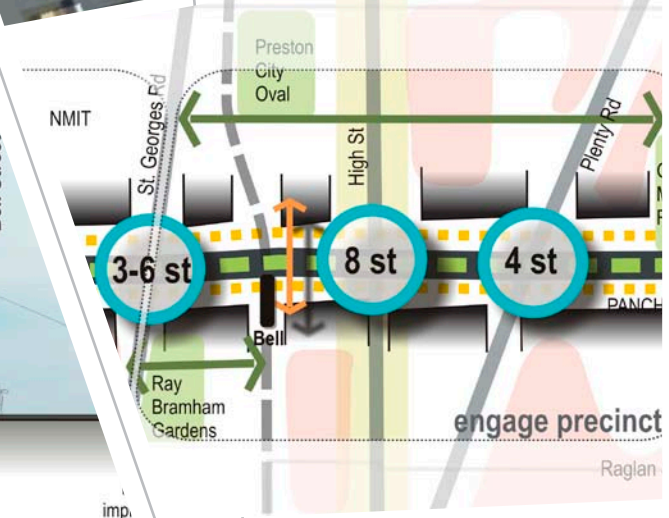 Preston
City
Oval
NMIT
St. Georges Rd
High St
Plenty Rd
3-6 st
8 st
4 st
PANCH
Bell
Ray
Bramham
Gardens
engage precinct
Raglan
imp